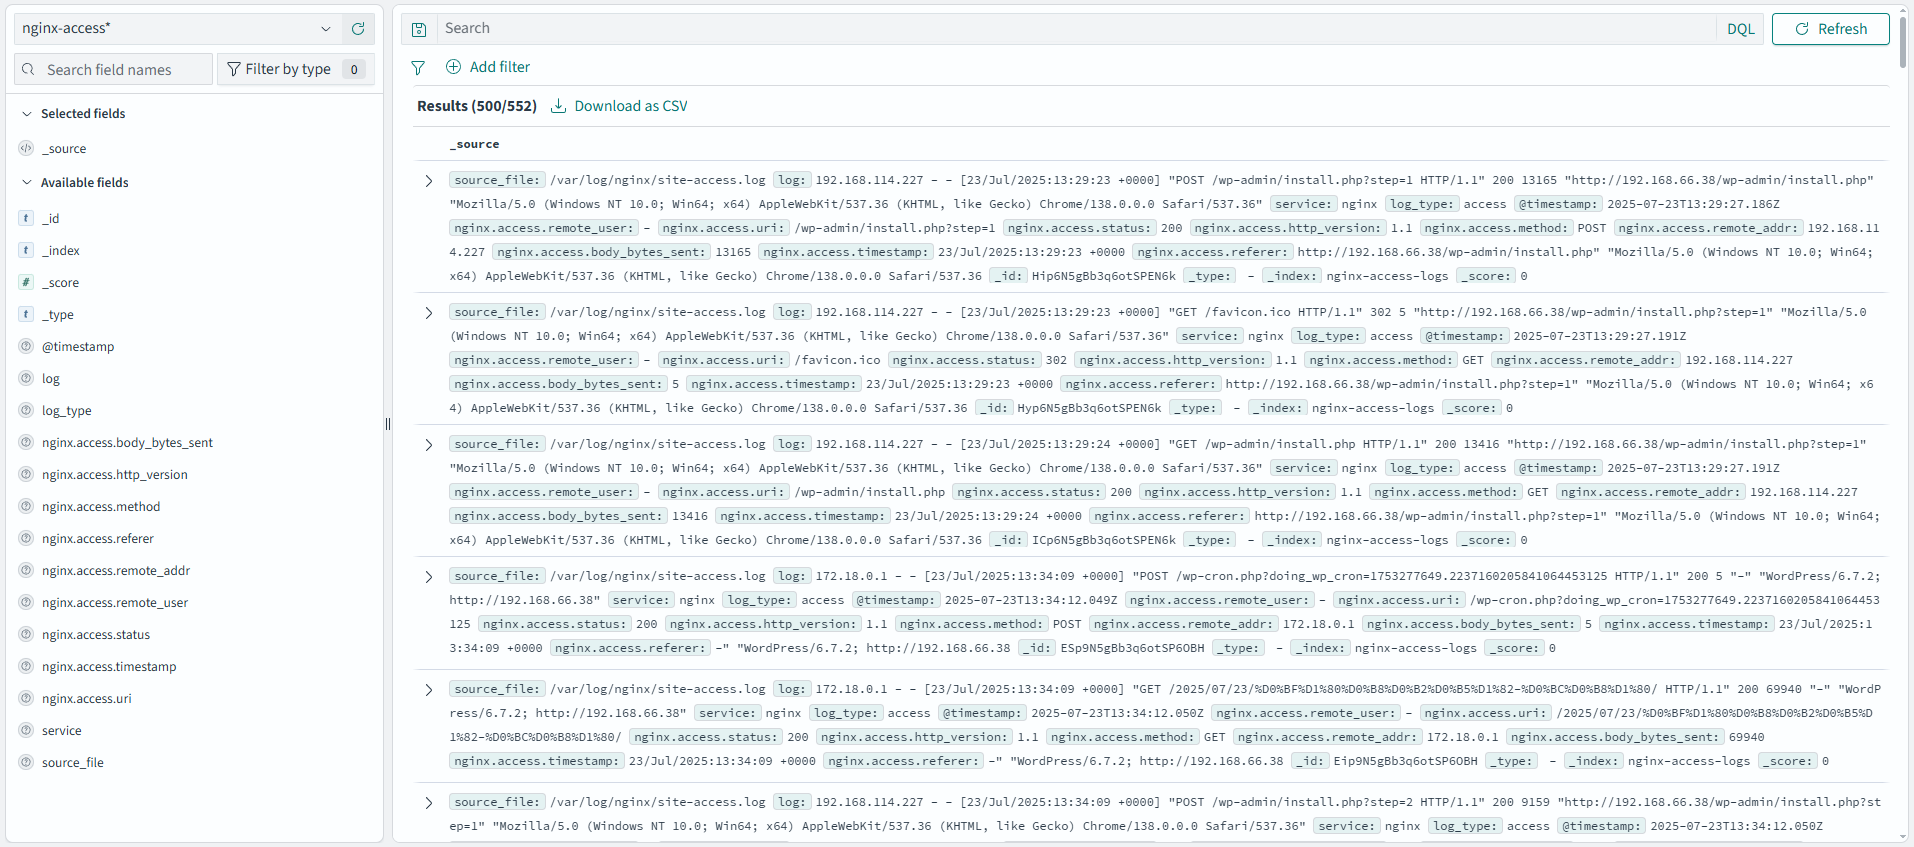 nginx-access*
Search field names
Filter by type 0
Selected fields
_source
Available fields
_id
_index
_score
_type
@timestamp
log
log_type
nginx.access.body_bytes_sent
nginx.access.http_version
nginx.access.method
nginx.access.referer
nginx.access.remote_addr
nginx.access.remote_user
nginx.access.status
nginx.access.timestamp
nginx.access.uri
service
source_file
Search DQL Refresh
Add filter
Results (500/552) Download as CSV
_source
source_file: /var/log/nginx/site-access.log log: 192.168.114.227 - - [23/Jul/2025:13:29:23 +0000] "POST /wp-admin/install.php?step=1 HTTP/1.1" 200 13165 "http://192.168.66.38/wp-admin/install.php"
"Mozilla/5.0 (Windows NT 10.0; Win64; x64) AppleWebKit/537.36 (KHTML, like Gecko) Chrome/138.0.0.0 Safari/537.36" service: nginx log_type: access @timestamp: 2025-07-23T13:29:27.186Z
nginx.access.remote_user: - nginx.access.uri: /wp-admin/install.php?step=1 nginx.access.status: 200 nginx.access.http_version: 1.1 nginx.access.method: POST nginx.access.remote_addr: 192.168.11
4.227 nginx.access.body_bytes_sent: 13165 nginx.access.timestamp: 23/Jul/2025:13:29:23 +0000 nginx.access.referer: http://192.168.66.38/wp-admin/install.php" "Mozilla/5.0 (Windows NT 10.0; Win64;
x64) AppleWebKit/537.36 (KHTML, like Gecko) Chrome/138.0.0.0 Safari/537.36 _id: Hip6N5gBb3q6otSPEN6k _type: - _index: nginx-access-logs _score: 0
source_file: /var/log/nginx/site-access.log log: 192.168.114.227 - - [23/Jul/2025:13:29:23 +0000] "GET /favicon.ico HTTP/1.1" 302 5 "http://192.168.66.38/wp-admin/install.php?step=1" "Mozilla/5.0
(Windows NT 10.0; Win64; x64) AppleWebKit/537.36 (KHTML, like Gecko) Chrome/138.0.0.0 Safari/537.36" service: nginx log_type: access @timestamp: 2025-07-23T13:29:27.191Z
nginx.access.remote_user: - nginx.access.uri: /favicon.ico nginx.access.status: 302 nginx.access.http_version: 1.1 nginx.access.method: GET nginx.access.remote_addr: 192.168.114.227
nginx.access.body_bytes_sent: 5 nginx.access.timestamp: 23/Jul/2025:13:29:23 +0000 nginx.access.referer: http://192.168.66.38/wp-admin/install.php?step=1" "Mozilla/5.0 (Windows NT 10.0; Win64; x6
4) AppleWebKit/537.36 (KHTML, like Gecko) Chrome/138.0.0.0 Safari/537.36 _id: Hyp6N5gBb3q6otSPEN6k _type: - _index: nginx-access-logs _score: 0
source_file: /var/log/nginx/site-access.log log: 192.168.114.227 - - [23/Jul/2025:13:29:24 +0000] "GET /wp-admin/install.php HTTP/1.1" 200 13416 "http://192.168.66.38/wp-admin/install.php?step=1"
"Mozilla/5.0 (Windows NT 10.0; Win64; x64) AppleWebKit/537.36 (KHTML, like Gecko) Chrome/138.0.0.0 Safari/537.36" service: nginx log_type: access @timestamp: 2025-07-23T13:29:27.191Z
nginx.access.remote_user: - nginx.access.uri: /wp-admin/install.php nginx.access.status: 200 nginx.access.http_version: 1.1 nginx.access.method: GET nginx.access.remote_addr: 192.168.114.227
nginx.access.body_bytes_sent: 13416 nginx.access.timestamp: 23/Jul/2025:13:29:24 +0000 nginx.access.referer: http://192.168.66.38/wp-admin/install.php?step=1" "Mozilla/5.0 (Windows NT 10.0; Win64;
x64) AppleWebKit/537.36 (KHTML, like Gecko) Chrome/138.0.0.0 Safari/537.36 _id: ICp6N5gBb3q6otSPEN6k _type: - _index: nginx-access-logs _score: 0
source_file: /var/log/nginx/site-access.log log: 172.18.0.1 - - [23/Jul/2025:13:34:09 +0000] "POST /wp-cron.php?doing_wp_cron=1753277649.2237160205841064453125 HTTP/1.1" 200 5 "-" "WordPress/6.7.2;
http://192.168.66.38" service: nginx log_type: access @timestamp: 2025-07-23T13:34:12.049Z nginx.access.remote_user: - nginx.access.uri: /wp-cron.php?doing_wp_cron=1753277649.2237160205841064453
125 nginx.access.status: 200 nginx.access.http_version: 1.1 nginx.access.method: POST nginx.access.remote_addr: 172.18.0.1 nginx.access.body_bytes_sent: 5 nginx.access.timestamp: 23/Jul/2025:1
3:34:09 +0000 nginx.access.referer: -" "WordPress/6.7.2; http://192.168.66.38 _id: ESp9N5gBb3q6otSP6OBH _type: - _index: nginx-access-logs _score: 0
source_file: /var/log/nginx/site-access.log log: 172.18.0.1 - - [23/Jul/2025:13:34:09 +0000] "GET /2025/07/23/%D0%BF%D1%80%D0%B8%D0%B2%D0%B5%D1%82-%D0%BC%D0%B8%D1%80/ HTTP/1.1" 200 69940 "-" "WordP
ress/6.7.2; http://192.168.66.38" service: nginx log_type: access @timestamp: 2025-07-23T13:34:12.050Z nginx.access.remote_user: - nginx.access.uri: /2025/07/23/%D0%BF%D1%80%D0%B8%D0%B2%D0%B5%D
1%82-%D0%BC%D0%B8%D1%80/ nginx.access.status: 200 nginx.access.http_version: 1.1 nginx.access.method: GET nginx.access.remote_addr: 172.18.0.1 nginx.access.body_bytes_sent: 69940
nginx.access.timestamp: 23/Jul/2025:13:34:09 +0000 nginx.access.referer: -" "WordPress/6.7.2; http://192.168.66.38 _id: Eip9N5gBb3q6otSP6OBH _type: - _index: nginx-access-logs _score: 0
source_file: /var/log/nginx/site-access.log log: 192.168.114.227 - - [23/Jul/2025:13:34:09 +0000] "POST /wp-admin/install.php?step=2 HTTP/1.1" 200 9159 "http://192.168.66.38/wp-admin/install.php?st
ep=1" "Mozilla/5.0 (Windows NT 10.0; Win64; x64) AppleWebKit/537.36 (KHTML, like Gecko) Chrome/138.0.0.0 Safari/537.36" service: nginx log_type: access @timestamp: 2025-07-23T13:34:12.050Z